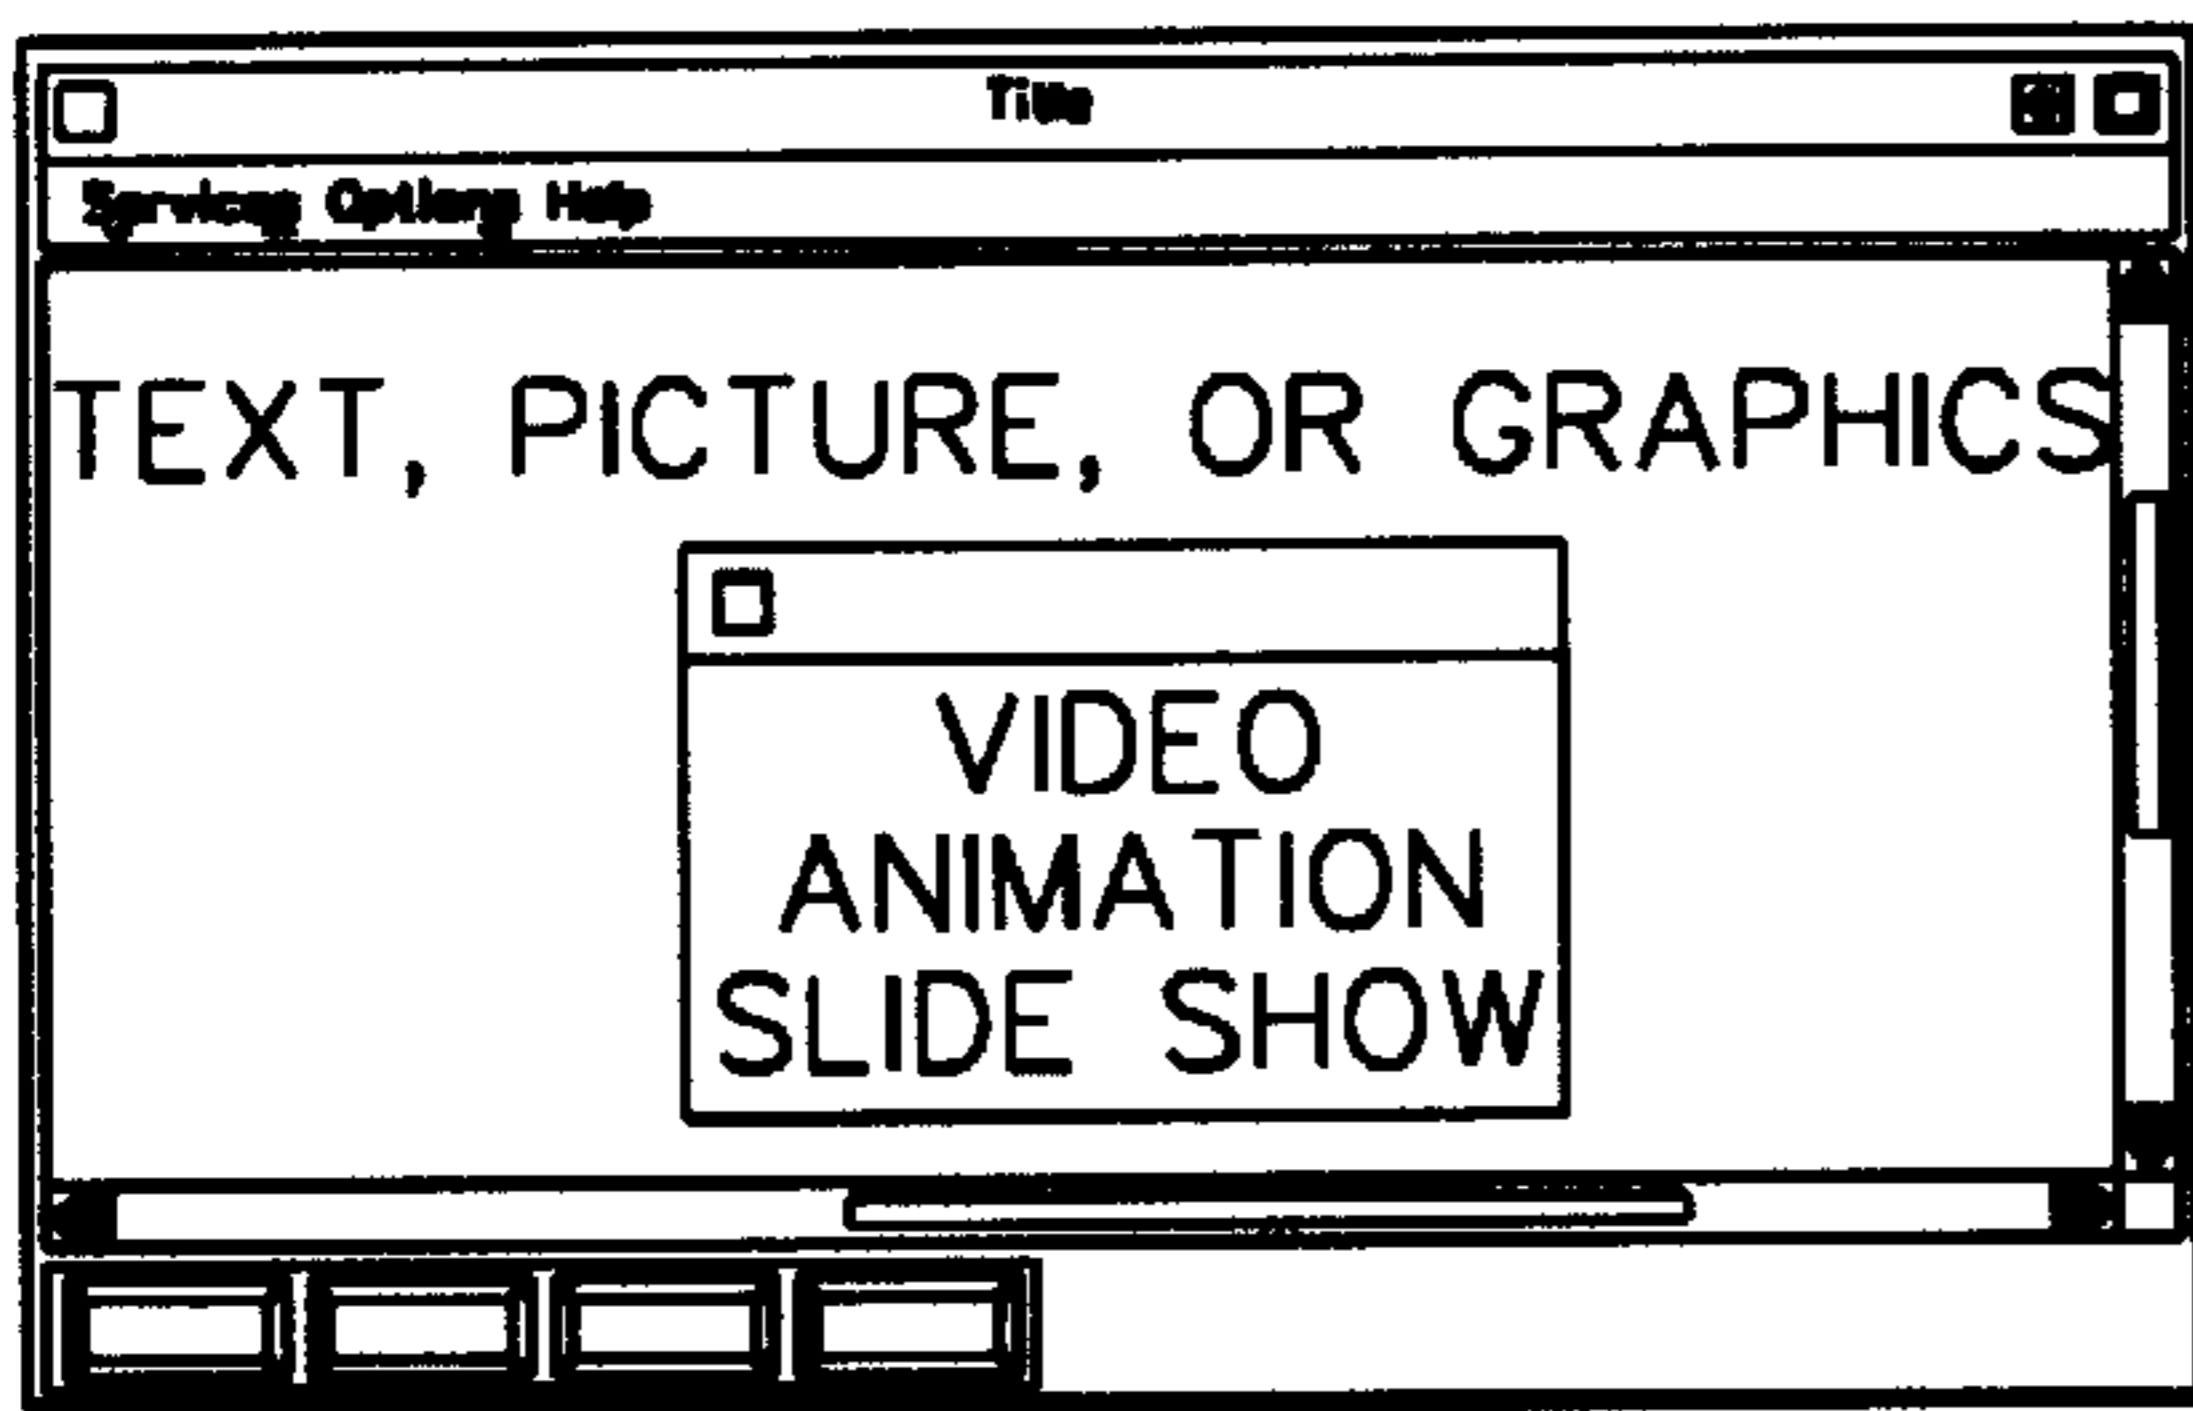 Title
Services Options Help
TEXT, PICTURE, OR GRAPHICS
VIDEO
ANIMATION
SLIDE SHOW